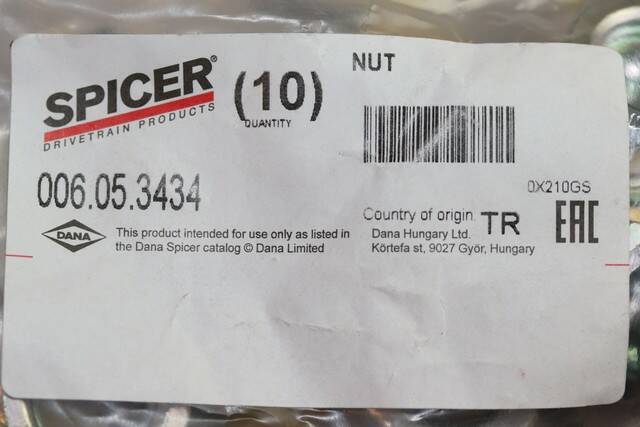 SPICER®
DRIVETRAIN PRODUCTS
(10)
QUANTITY
NUT
006.05.3434
0X210GS
DANA
This product intended for use only as listed in
the Dana Spicer catalog © Dana Limited
Country of origin TR
Dana Hungary Ltd.
Körtefa st, 9027 Györ, Hungary
EAC